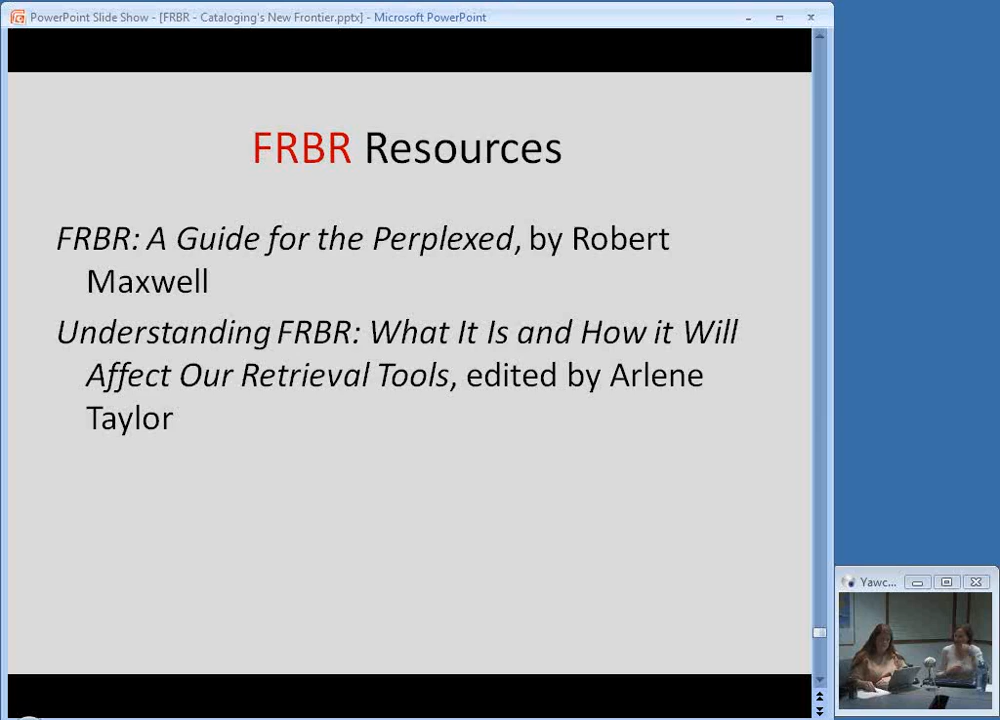 PowerPoint Slide Show - [FRBR - Cataloging's New Frontier.pptx] - Microsoft PowerPoint
FRBR Resources
FRBR: A Guide for the Perplexed, by Robert
Maxwell
Understanding FRBR: What It Is and How it Will
Affect Our Retrieval Tools, edited by Arlene
Taylor
Yawc...